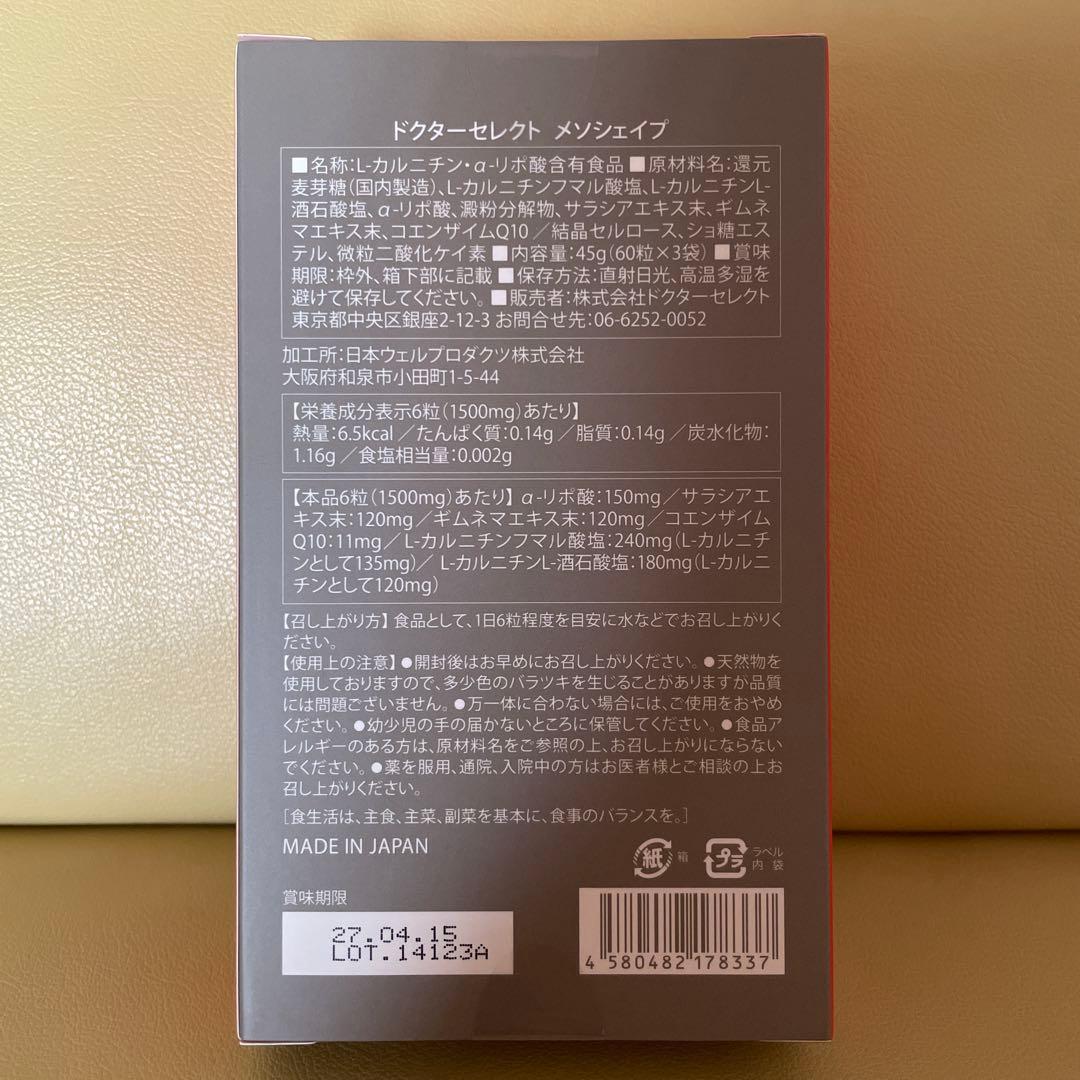 ドクターセレクト メソシェイプ
■名称:L-カルニチン・α-リポ酸含有食品 ■原材料名:還元
麦芽糖(国内製造)、L-カルニチンフマル酸塩、L-カルニチンL-
酒石酸塩、α-リポ酸、澱粉分解物、サラシアエキス末、ギムネ
マエキス末、コエンザイムQ10／結晶セルロース、ショ糖エス
テル、微粒二酸化ケイ素 ■内容量:45g(60粒×3袋) ■賞味
期限:枠外、箱下部に記載 ■保存方法:直射日光、高温多湿を
避けて保存してください。■販売者:株式会社ドクターセレクト
東京都中央区銀座2-12-3 お問合せ先:06-6252-0052
加工所:日本ウェルプロダクツ株式会社
大阪府和泉市小田町1-5-44
【栄養成分表示6粒(1500mg)あたり】
熱量:6.5kcal／たんぱく質:0.14g／脂質:0.14g／炭水化物:
1.16g／食塩相当量:0.002g
【本品6粒(1500mg)あたり】α-リポ酸:150mg／サラシアエ
キス末:120mg／ギムネマエキス末:120mg／コエンザイム
Q10:11mg／L-カルニチンフマル酸塩:240mg(L-カルニチ
ンとして135mg)／ L-カルニチンL-酒石酸塩:180mg(L-カルニ
チンとして120mg)
【召し上がり方】食品として、1日6粒程度を目安に水などでお召し上がりく
ださい。
【使用上の注意】●開封後はお早めにお召し上がりください。●天然物を
使用しておりますので、多少色のバラツキを生じることがありますが品質
には問題ございません。●万一体に合わない場合には、ご使用をおやめ
ください。●幼少児の手の届かないところに保管してください。●食品ア
レルギーのある方は、原材料名をご参照の上、お召し上がりにならない
でください。●薬を服用、通院、入院中の方はお医者様とご相談の上お
召し上がりください。
[食生活は、主食、主菜、副菜を基本に、食事のバランスを。]
MADE IN JAPAN
紙 箱 プラ ラベル
内袋
賞味期限
27.04.15
LOT.14123A
4 580482 178337